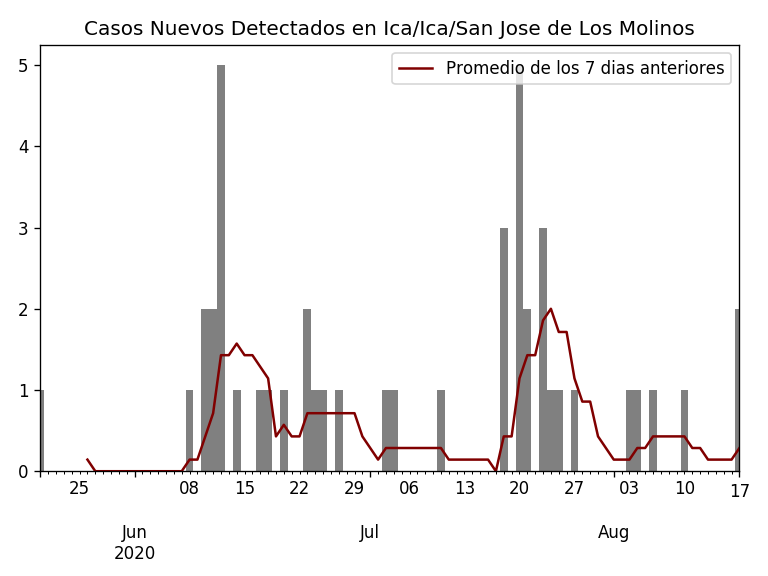 Casos Nuevos Detectados en Ica/Ica/San Jose de Los Molinos
Promedio de los 7 dias anteriores
5
4
3
2
1
0
25 08 15 22 29 06 13 20 27 03 10 17
Jun Jul Aug
2020